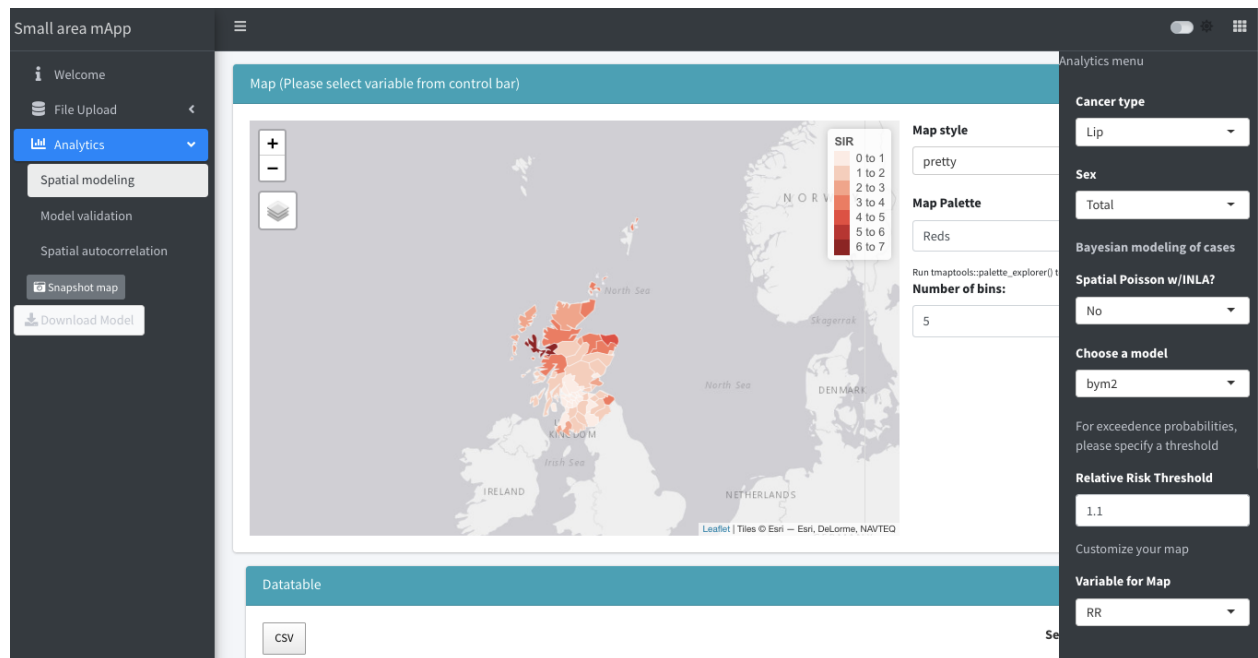 Small area mApp
Welcome
File Upload
Analytics
Spatial modeling
Model validation
Spatial autocorrelation
Snapshot map
Download Model
Map (Please select variable from control bar)
+
−
SIR
0 to 1
1 to 2
2 to 3
3 to 4
4 to 5
5 to 6
6 to 7
North Sea
Skagerrak
North Sea
DENMARK
KINGDOM
Irish Sea
IRELAND
NETHERLANDS
Leaflet | Tiles © Esri — Esri, DeLorme, NAVTEQ
Map style
pretty
Map Palette
Reds
Run tmaptools::palette_explorer() t
Number of bins:
5
Datatable
CSV
Se
Analytics menu
Cancer type
Lip
Sex
Total
Bayesian modeling of cases
Spatial Poisson w/INLA?
No
Choose a model
bym2
For exceedence probabilities,
please specify a threshold
Relative Risk Threshold
1.1
Customize your map
Variable for Map
RR